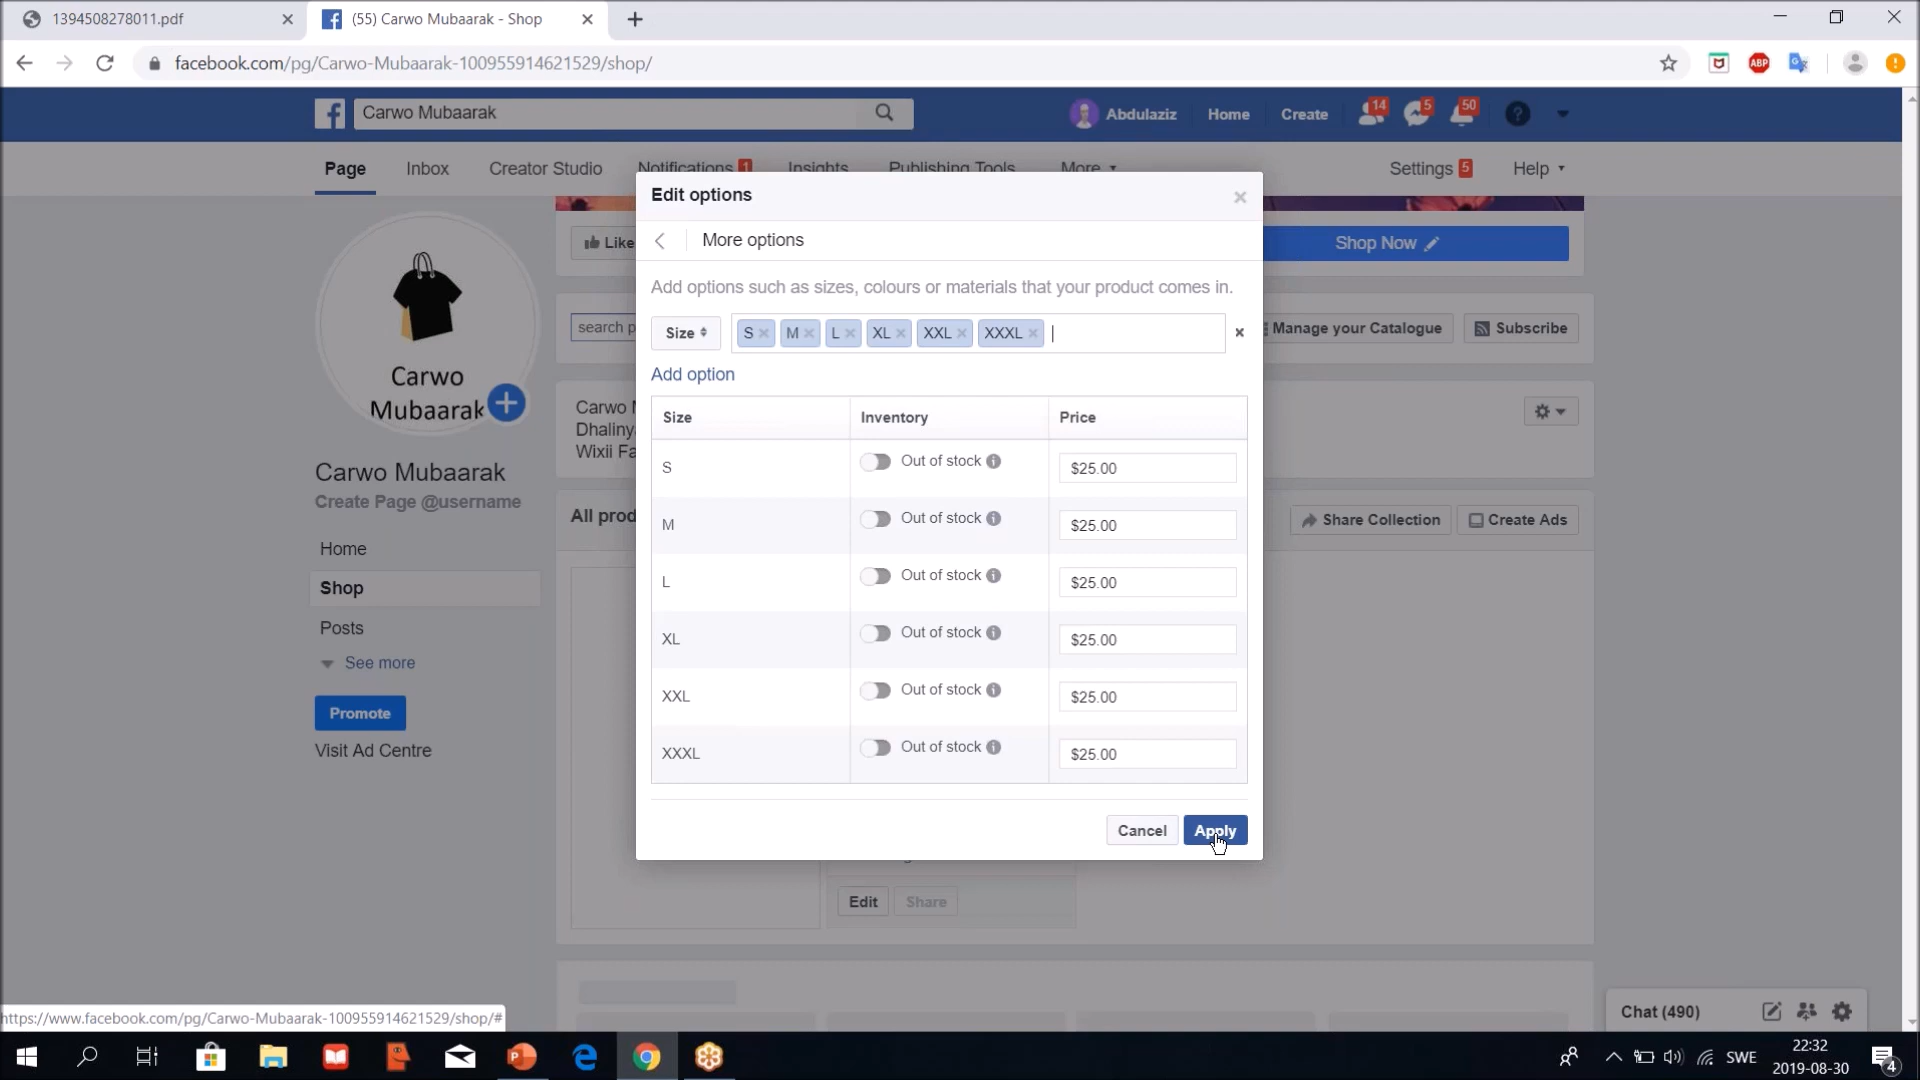 1394508278011.pdf
(55) Carwo Mubaarak - Shop
facebook.com/pg/Carwo-Mubaarak-100955914621529/shop/
ABP
Carwo Mubaarak
Abdulaziz
Home
Create
14
5
50
Page
Inbox
Creator Studio
Notifications 1
Insights
Publishing Tools
More
Settings 5
Help
Edit options
Like
More options
Shop Now
Add options such as sizes, colours or materials that your product comes in.
search p
Size
S M L XL XXL XXXL
Manage your Catalogue
Subscribe
Add option
Carwo
Mubaarak
Carwo M
Dhaliny
Wixii Fa
Size Inventory Price
S Out of stock $25.00
M Out of stock $25.00
L Out of stock $25.00
XL Out of stock $25.00
XXL Out of stock $25.00
XXXL Out of stock $25.00
Cancel
Apply
Carwo Mubaarak
Create Page @username
All prod
Share Collection
Create Ads
Home
Shop
Posts
See more
Promote
Visit Ad Centre
Edit
Share
Chat (490)
https://www.facebook.com/pg/Carwo-Mubaarak-100955914621529/shop/#
SWE
22:32
2019-08-30
4